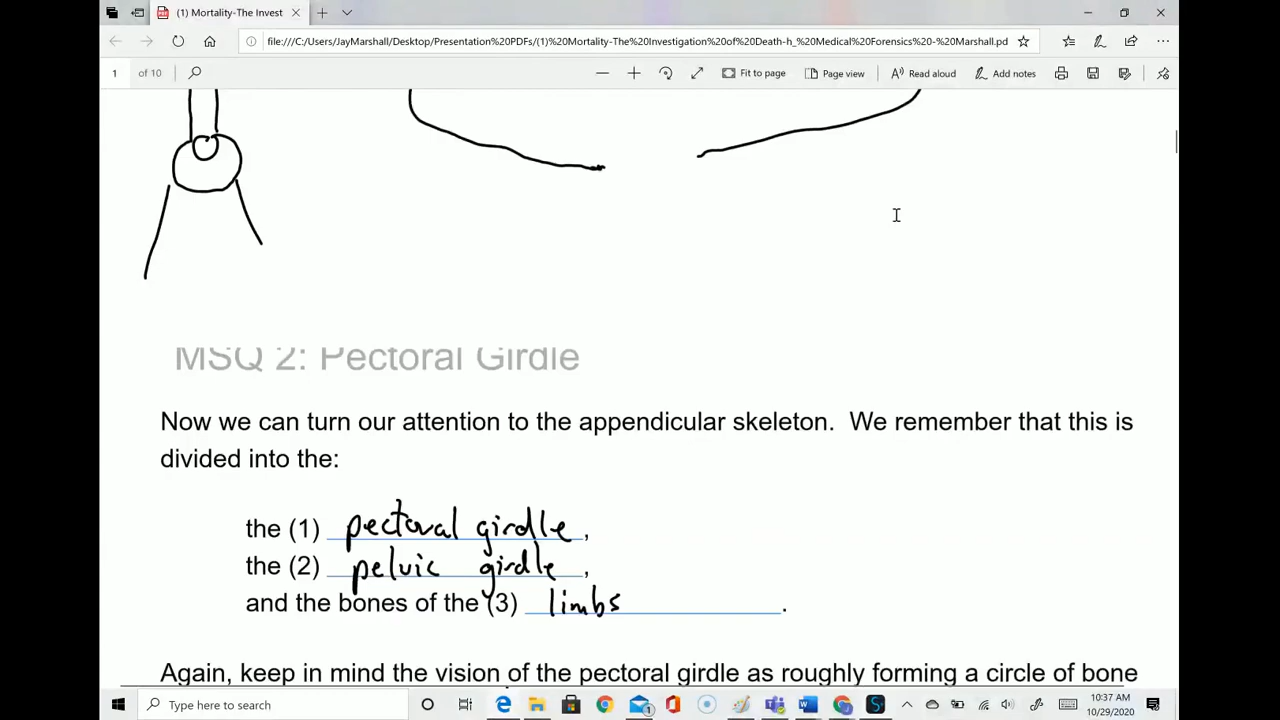 (1) Mortality-The Invest
file:///C:/Users/JayMarshall/Desktop/Presentation%20PDFs/(1)%20Mortality-The%20Investigation%20of%20Death-h_%20Medical%20Forensics%20-%20Marshall.pdf
1 of 10
Fit to page
Page view
Read aloud
Add notes
MSQ 2: Pectoral Girdle
Now we can turn our attention to the appendicular skeleton. We remember that this is
divided into the:
the (1) pectoral girdle,
the (2) pelvic girdle,
and the bones of the (3) limbs.
Again, keep in mind the vision of the pectoral girdle as roughly forming a circle of bone
Type here to search
10:37 AM
10/29/2020